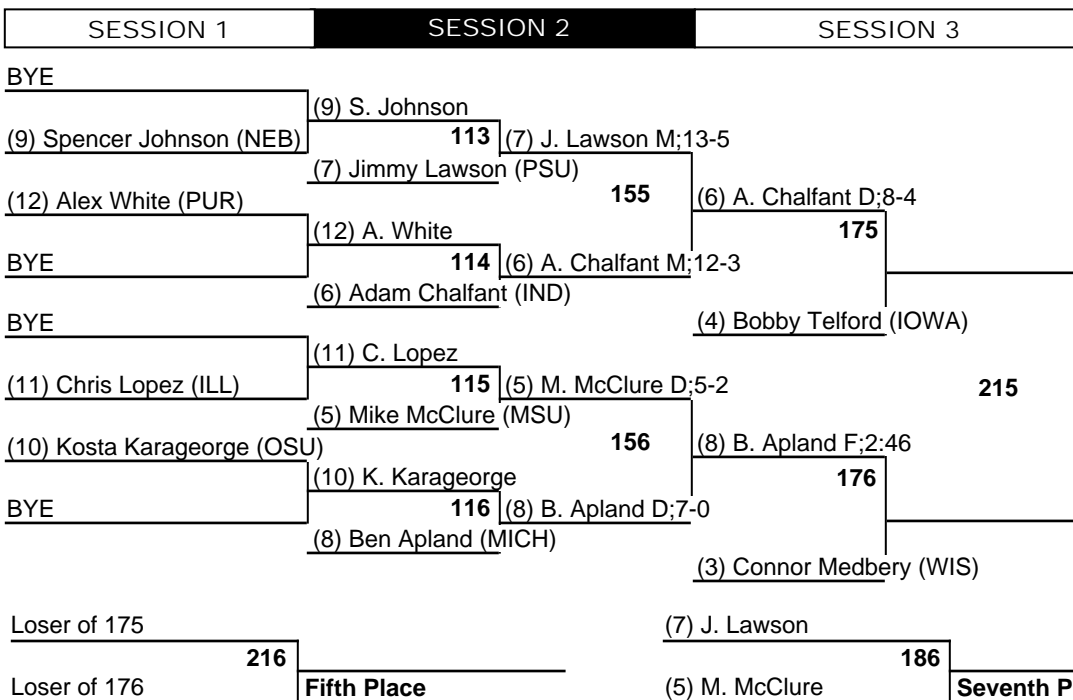 SESSION 1 SESSION 2 SESSION 3
BYE
(9) S. Johnson
(9) Spencer Johnson (NEB) 113 (7) J. Lawson M;13-5
(7) Jimmy Lawson (PSU)
(12) Alex White (PUR) 155 (6) A. Chalfant D;8-4
175
(12) A. White
BYE 114 (6) A. Chalfant M;12-3
(6) Adam Chalfant (IND)
BYE (4) Bobby Telford (IOWA)
(11) C. Lopez
(11) Chris Lopez (ILL) 115 (5) M. McClure D;5-2 215
(5) Mike McClure (MSU)
(10) Kosta Karageorge (OSU) 156 (8) B. Apland F;2:46
(10) K. Karageorge 176
BYE 116 (8) B. Apland D;7-0
(8) Ben Apland (MICH)
(3) Connor Medbery (WIS)
Loser of 175 (7) J. Lawson
216 186
Loser of 176 Fifth Place (5) M. McClure Seventh P